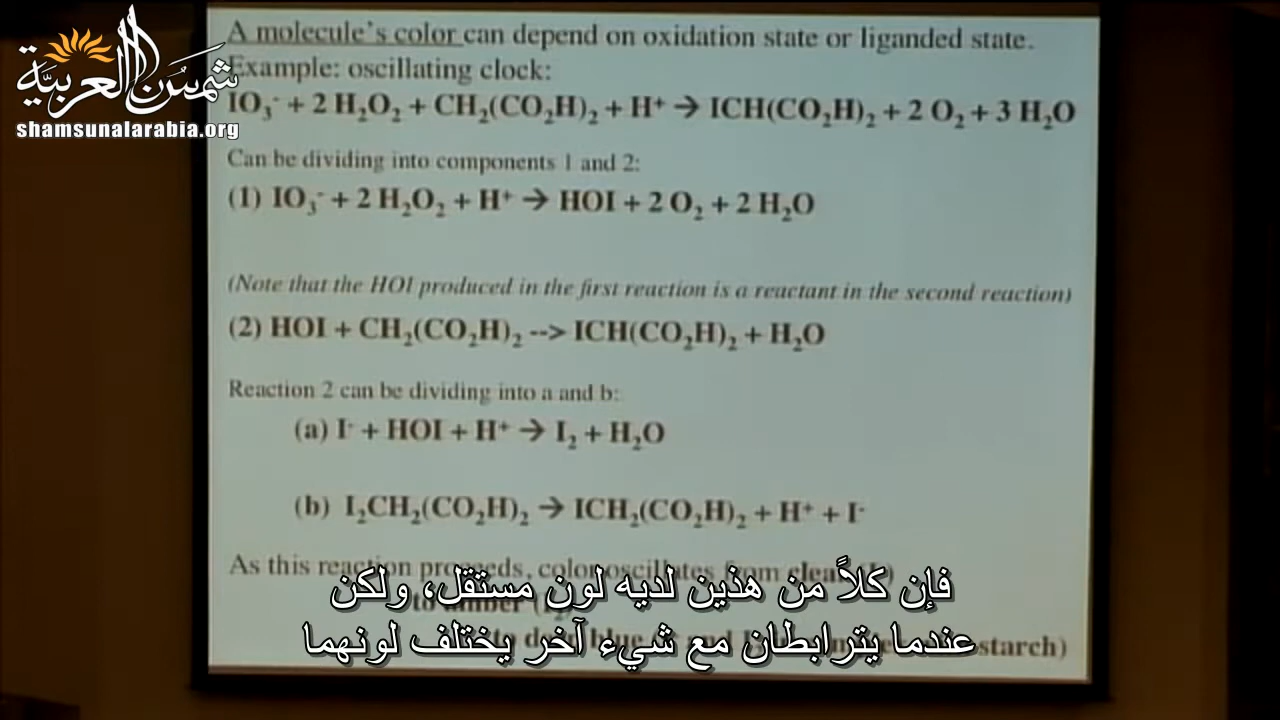 شمس العربية
shamsunalarabia.org
A molecule's color can depend on oxidation state or liganded state.
Example: oscillating clock:
IO₃⁻ + 2 H₂O₂ + CH₂(CO₂H)₂ + H⁺ → ICH(CO₂H)₂ + 2 O₂ + 3 H₂O
Can be dividing into components 1 and 2:
(1) IO₃⁻ + 2 H₂O₂ + H⁺ → HOI + 2 O₂ + 2 H₂O
(Note that the HOI produced in the first reaction is a reactant in the second reaction)
(2) HOI + CH₂(CO₂H)₂ --> ICH(CO₂H)₂ + H₂O
Reaction 2 can be dividing into a and b:
(a) I⁻ + HOI + H⁺ → I₂ + H₂O
(b) I₂CH₂(CO₂H)₂ → ICH₂(CO₂H)₂ + H⁺ + I⁻
As this reaction proceeds, color oscillates from clear
to amber
blue starch)
فإن كلاً من هذين لديه لون مستقل، ولكن
عندما يترابطان مع شيء آخر يختلف لونهما